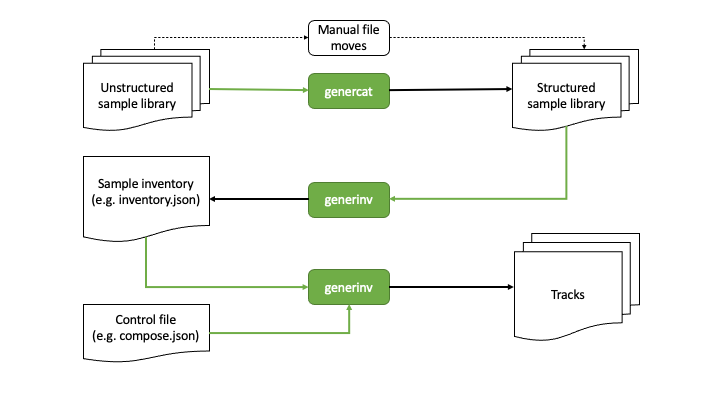 Manual file
moves
Unstructured
sample library
genercat
Structured
sample library
Sample inventory
(e.g. inventory.json)
generinv
generinv
Tracks
Control file
(e.g. compose.json)